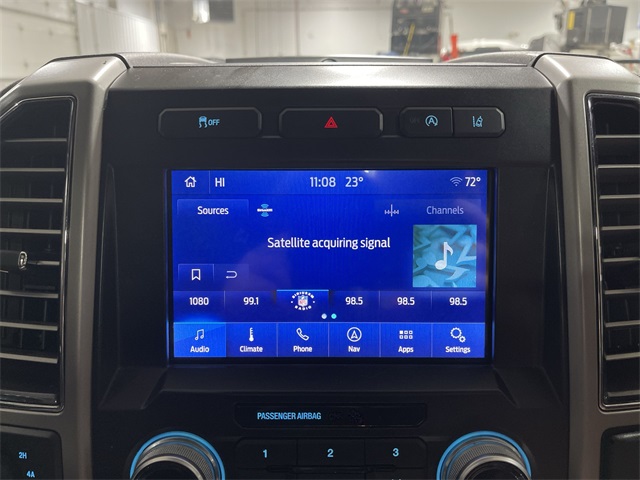 OFF
HI 11:08 23° 72°
Sources Channels
Satellite acquiring signal
1080 99.1 98.5 98.5 98.5
Audio Climate Phone Nav Apps Settings
PASSENGER AIRBAG
1 2 3
2H
4A